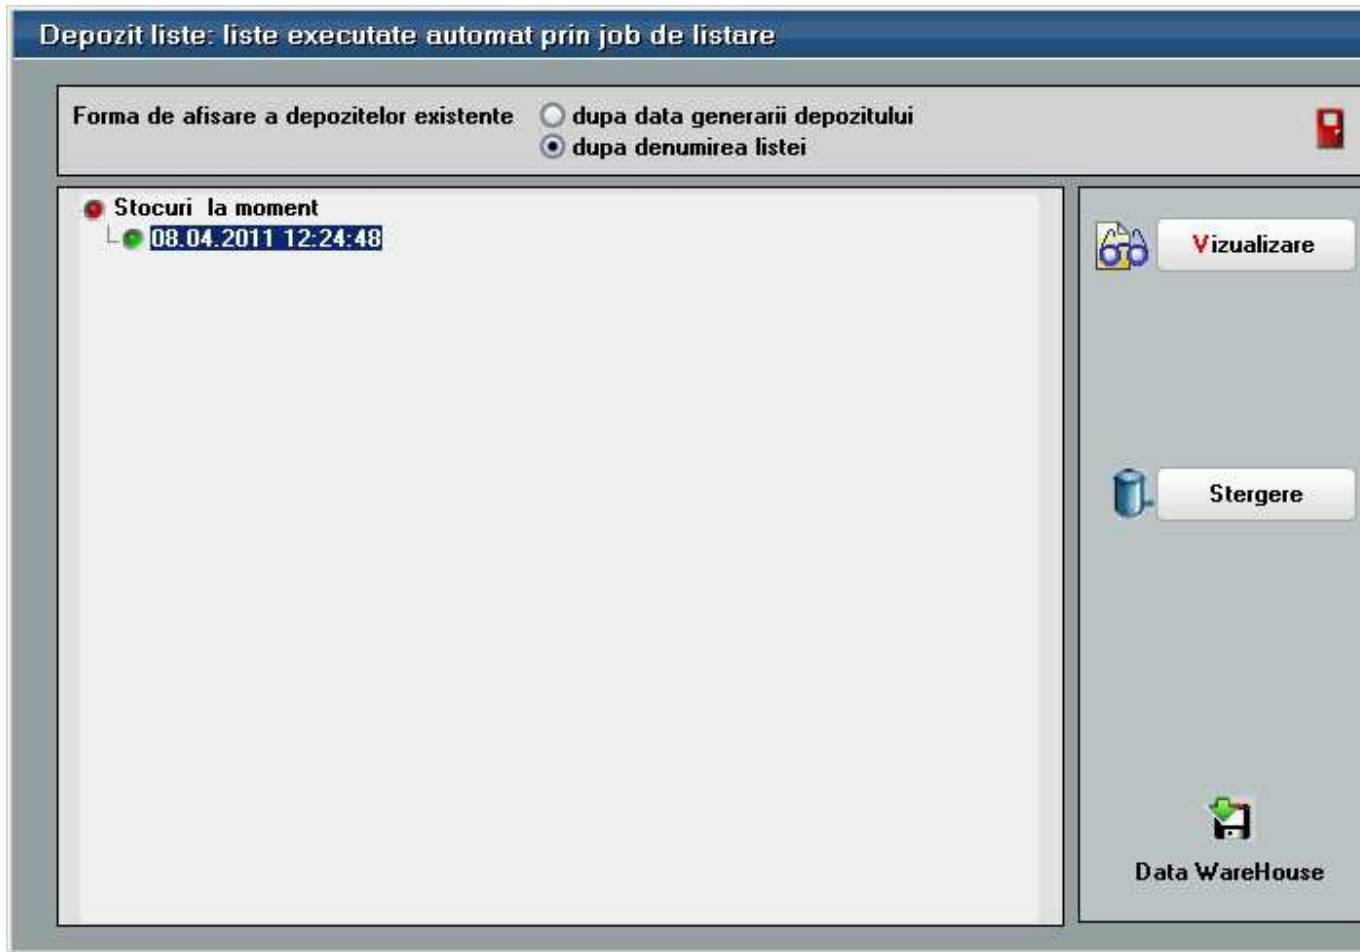 Depozit liste: liste executate automat prin job de listare
Forma de afisare a depozitelor existente dupa data generarii depozitului
dupa denumirea listei
Stocuri la moment
08.04.2011 12:24:48
Vizualizare
Stergere
Data WareHouse